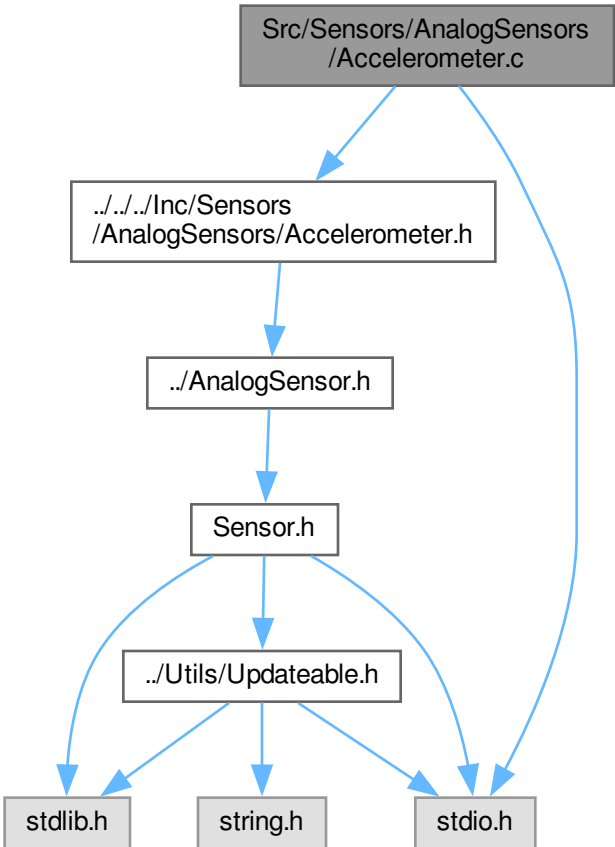 Src/Sensors/AnalogSensors
/Accelerometer.c
../../../Inc/Sensors
/AnalogSensors/Accelerometer.h
../AnalogSensor.h
Sensor.h
../Utils/Updateable.h
stdlib.h
string.h
stdio.h